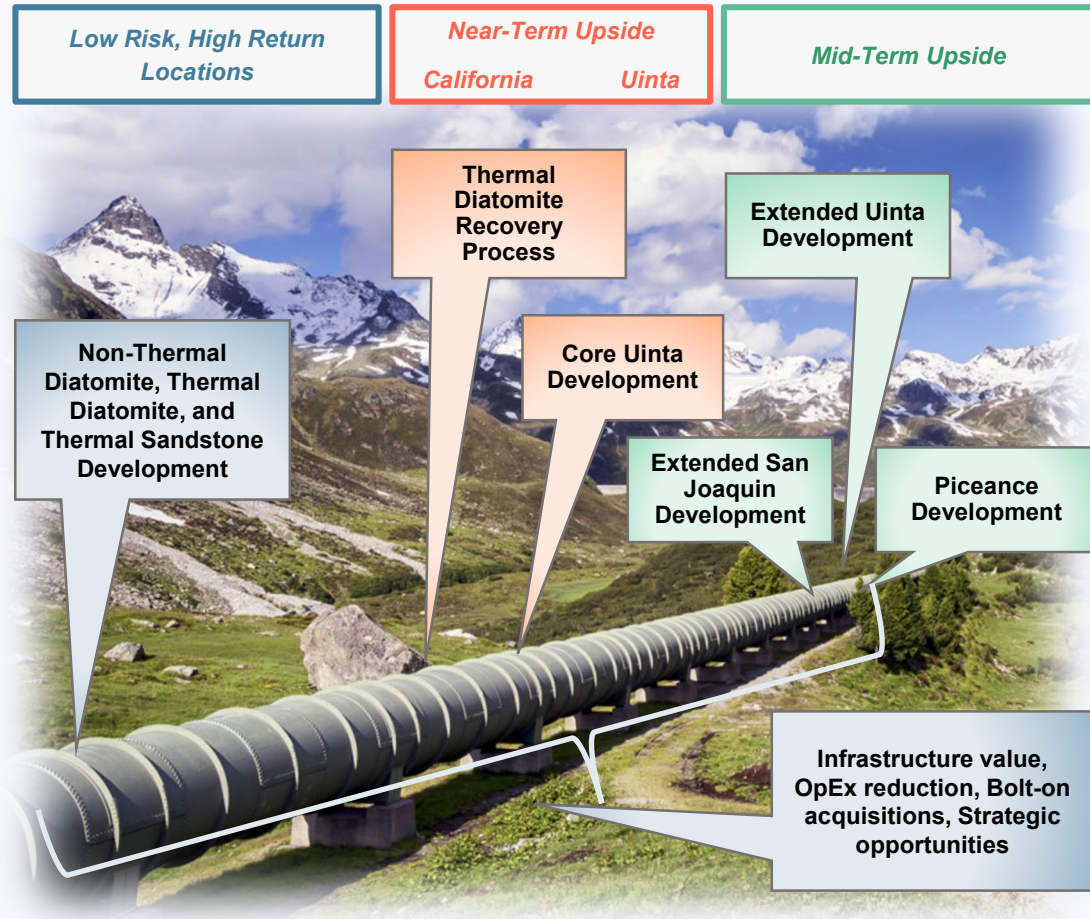 Low Risk, High Return
Locations
Near-Term Upside
California Uinta
Mid-Term Upside
Thermal
Diatomite
Recovery
Process
Extended Uinta
Development
Non-Thermal
Diatomite, Thermal
Diatomite, and
Thermal Sandstone
Development
Core Uinta
Development
Extended San
Joaquin
Development
Piceance
Development
Infrastructure value,
OpEx reduction, Bolt-on
acquisitions, Strategic
opportunities